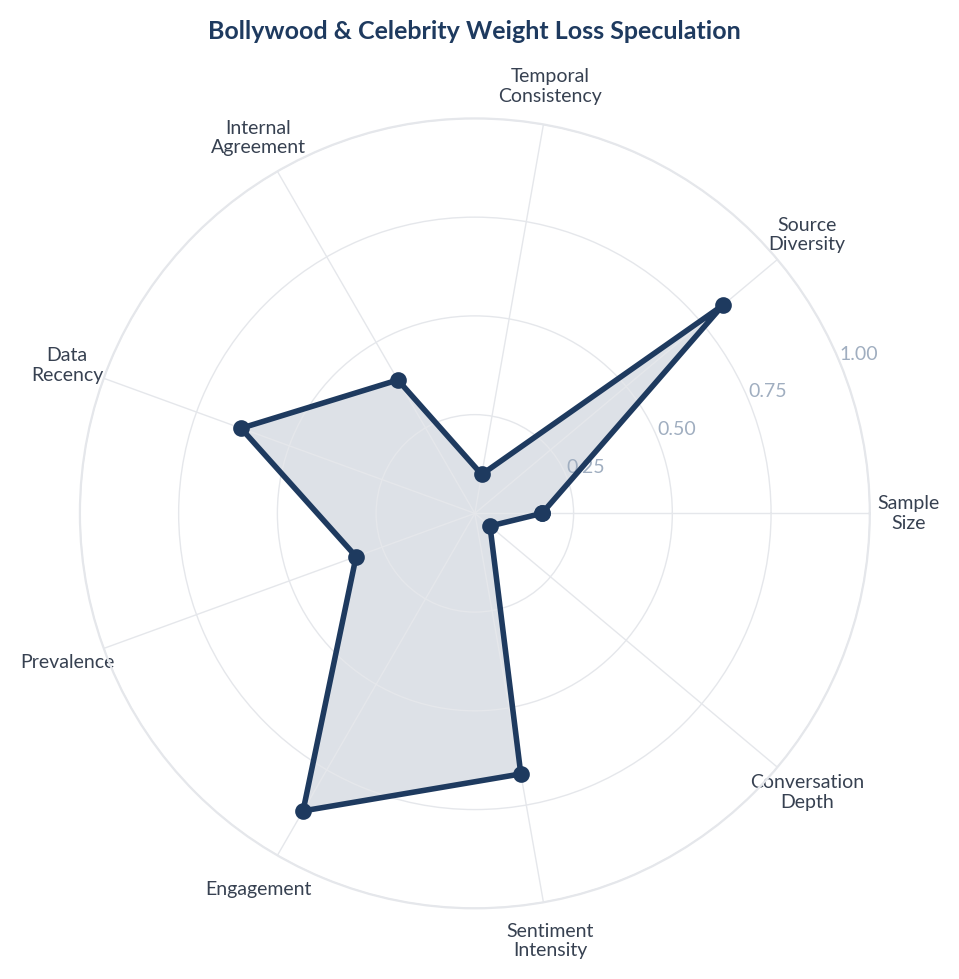 Bollywood & Celebrity Weight Loss Speculation
Temporal
Consistency
Internal
Agreement
Source
Diversity
Data
Recency
1.00
0.75
0.50
0.25
Sample
Size
Prevalence
Conversation
Depth
Engagement
Sentiment
Intensity